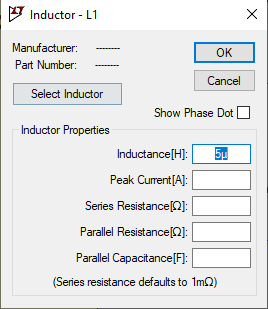 Inductor - L1
Manufacturer: --------
OK
Part Number: --------
Cancel
Select Inductor
Show Phase Dot
Inductor Properties
Inductance[H]: 5µ
Peak Current[A]:
Series Resistance[Ω]:
Parallel Resistance[Ω]:
Parallel Capacitance[F]:
(Series resistance defaults to 1mΩ)